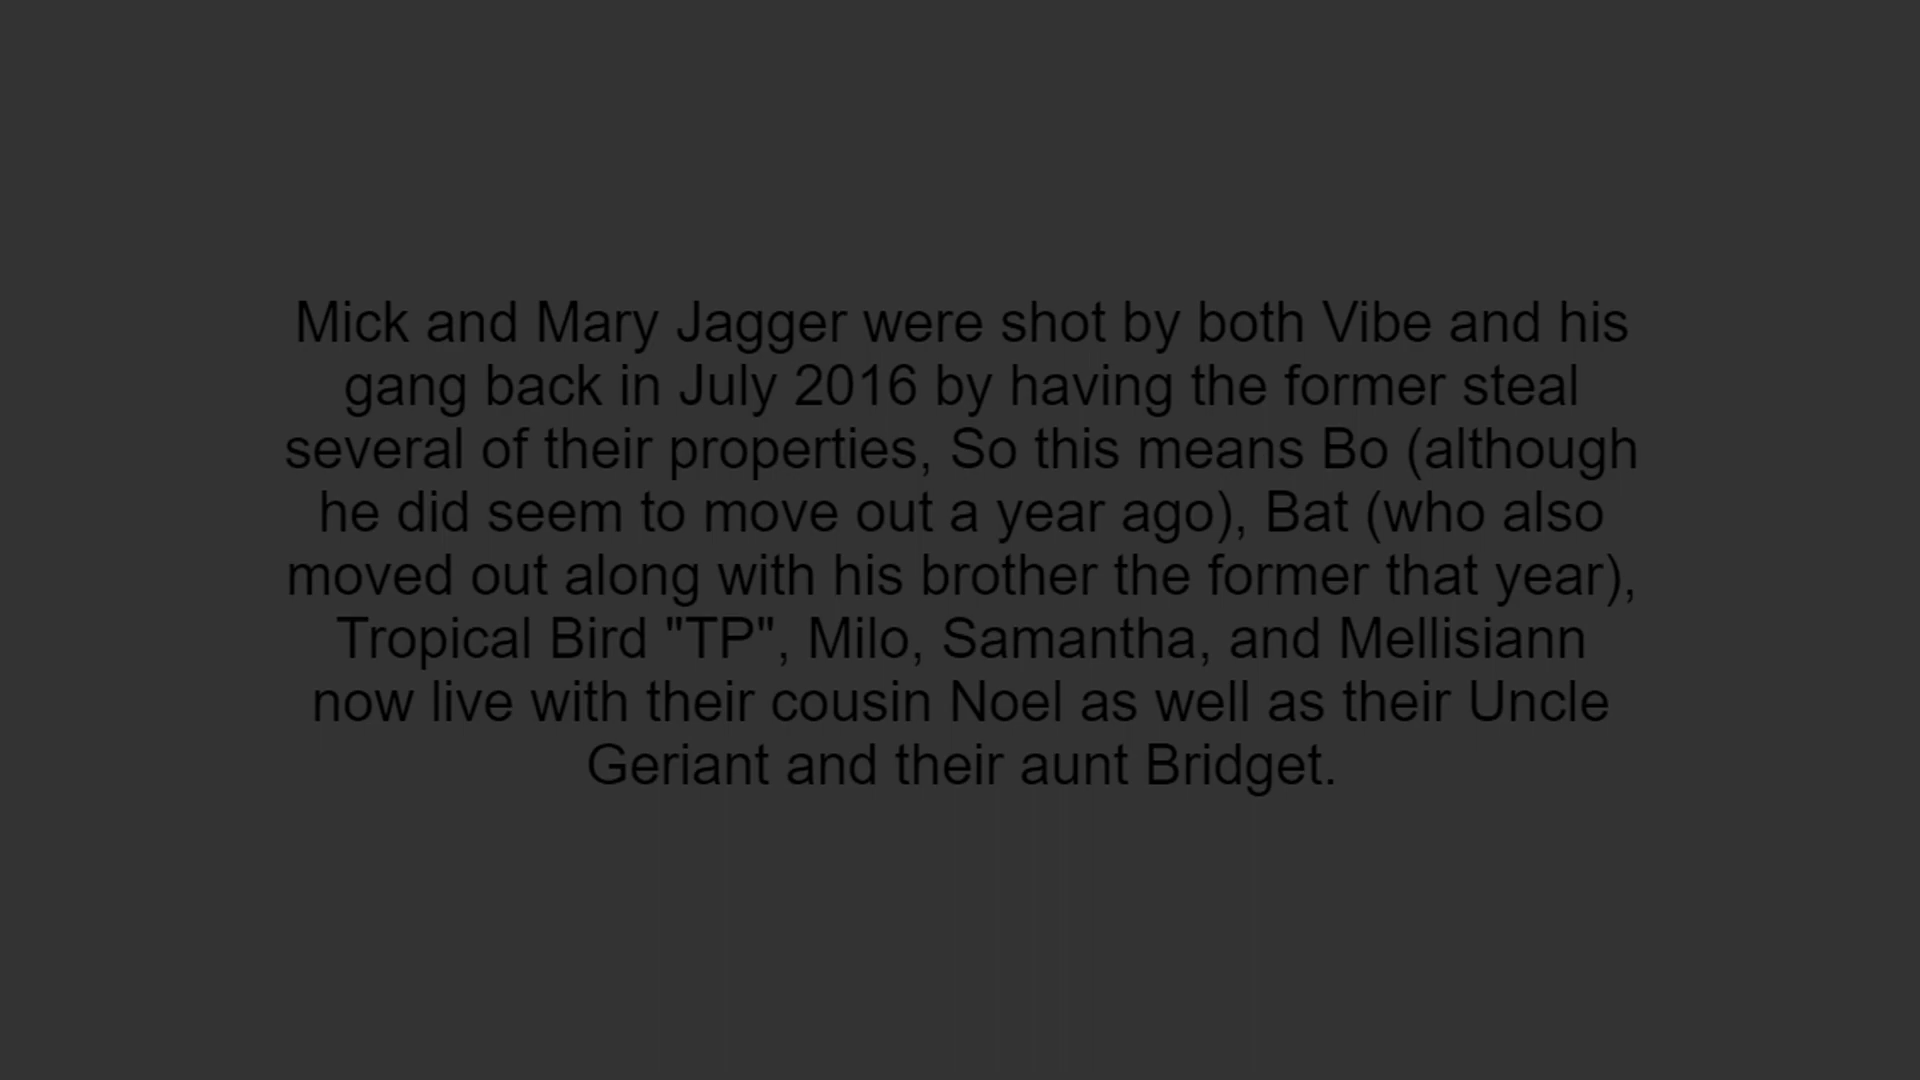 Mick and Mary Jagger were shot by both Vibe and his
gang back in July 2016 by having the former steal
several of their properties, So this means Bo (although
he did seem to move out a year ago), Bat (who also
moved out along with his brother the former that year),
Tropical Bird "TP", Milo, Samantha, and Mellisiann
now live with their cousin Noel as well as their Uncle
Geriant and their aunt Bridget.